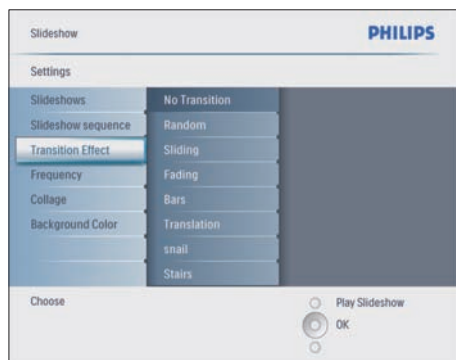 Slideshow PHILIPS
Settings
Slideshows No Transition
Slideshow sequence Random
Transition Effect Sliding
Frequency Fading
Collage Bars
Background Color Translation
snail
Stairs
Choose Play Slideshow
OK